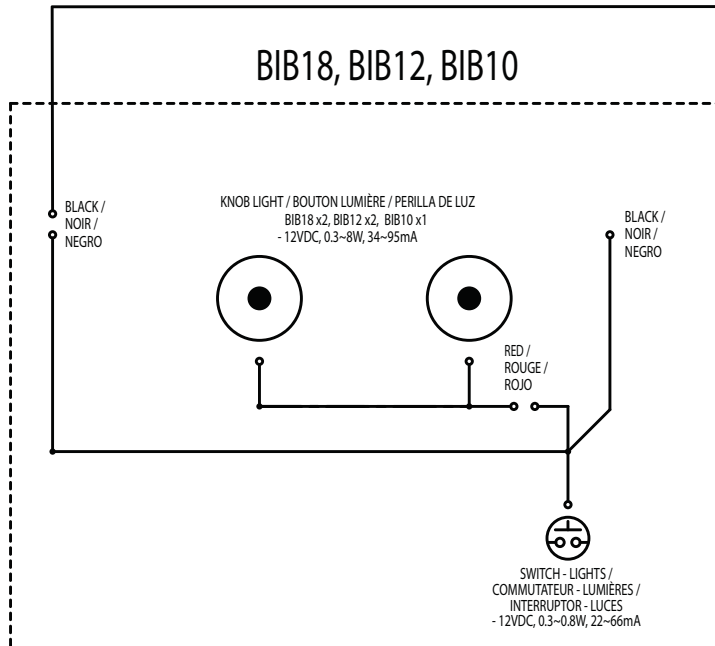 BIB18, BIB12, BIB10
BLACK /
NOIR /
NEGRO
KNOB LIGHT / BOUTON LUMIÈRE / PERILLA DE LUZ
BIB18 x2, BIB12 x2, BIB10 x1
- 12VDC, 0.3~8W, 34~95mA
BLACK /
NOIR /
NEGRO
RED /
ROUGE /
ROJO
SWITCH - LIGHTS /
COMMUTATEUR - LUMIÈRES /
INTERRUPTOR - LUCES
- 12VDC, 0.3~0.8W, 22~66mA